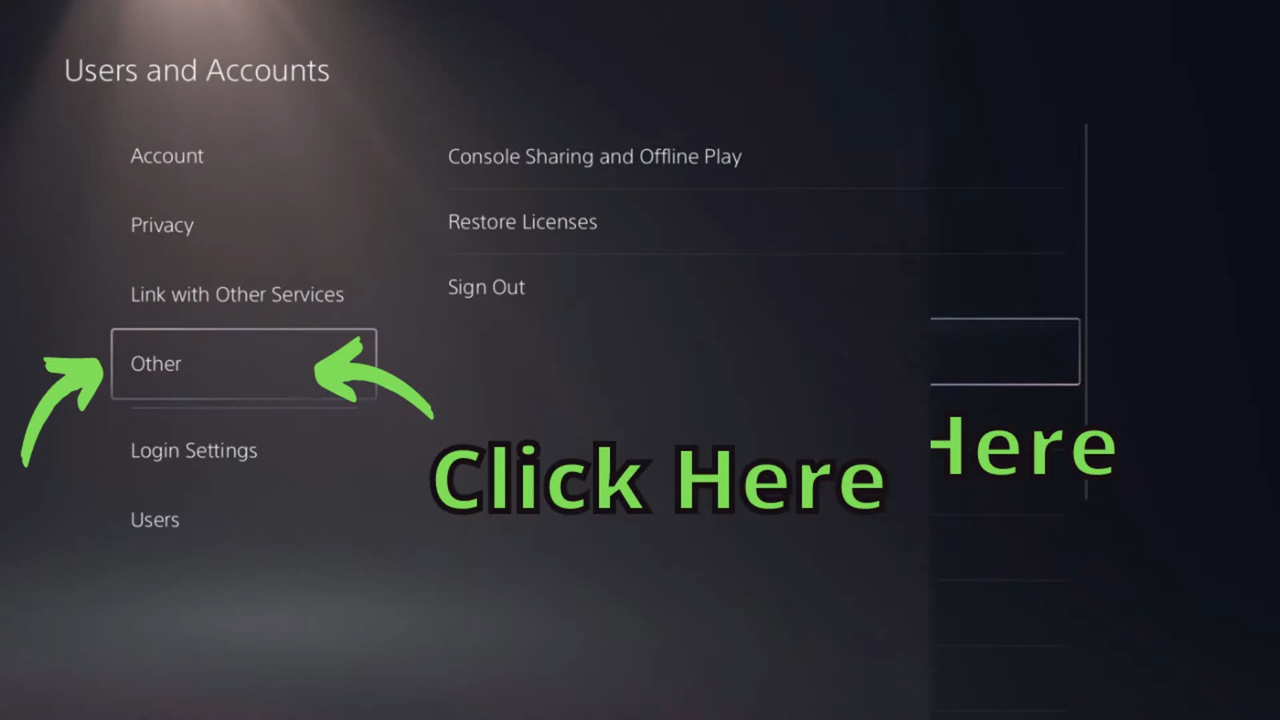 Users and Accounts
Account
Privacy
Link with Other Services
Other
Login Settings
Users
Console Sharing and Offline Play
Restore Licenses
Sign Out
Click Here
Here